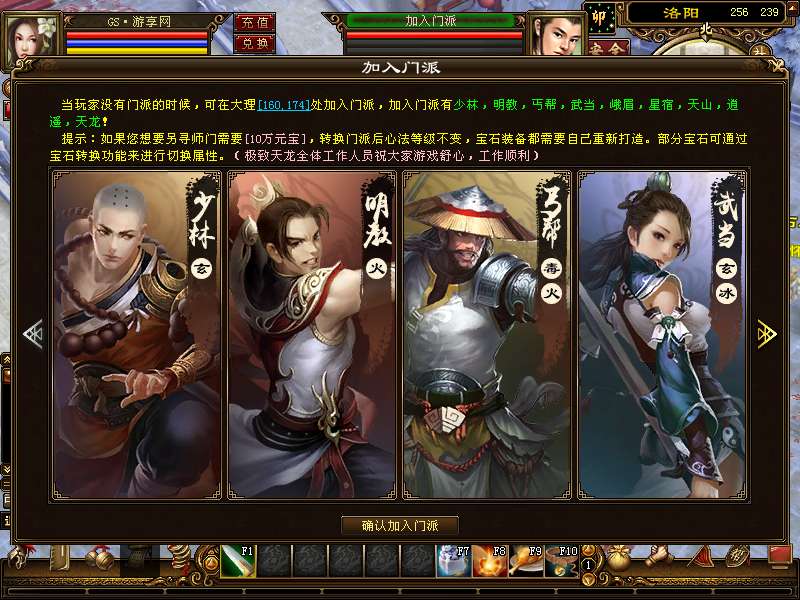 GS·游享网
充值
兑换
加入门派
卯
洛阳
256 239
北
安全
加入门派
当玩家没有门派的时候，可在大理[160,174]处加入门派，加入门派有少林，明教，丐帮，武当，峨眉，星宿，天山，逍
遥，天龙！
提示：如果您想要另寻师门需要[10万元宝]，转换门派后心法等级不变，宝石装备都需要自己重新打造。部分宝石可通过
宝石转换功能来进行切换属性。（极致天龙全体工作人员祝大家游戏舒心，工作顺利）
少林
玄
明教
火
丐帮
毒
火
武当
玄
冰
确认加入门派
F1
F7
F8
F9
F10
1